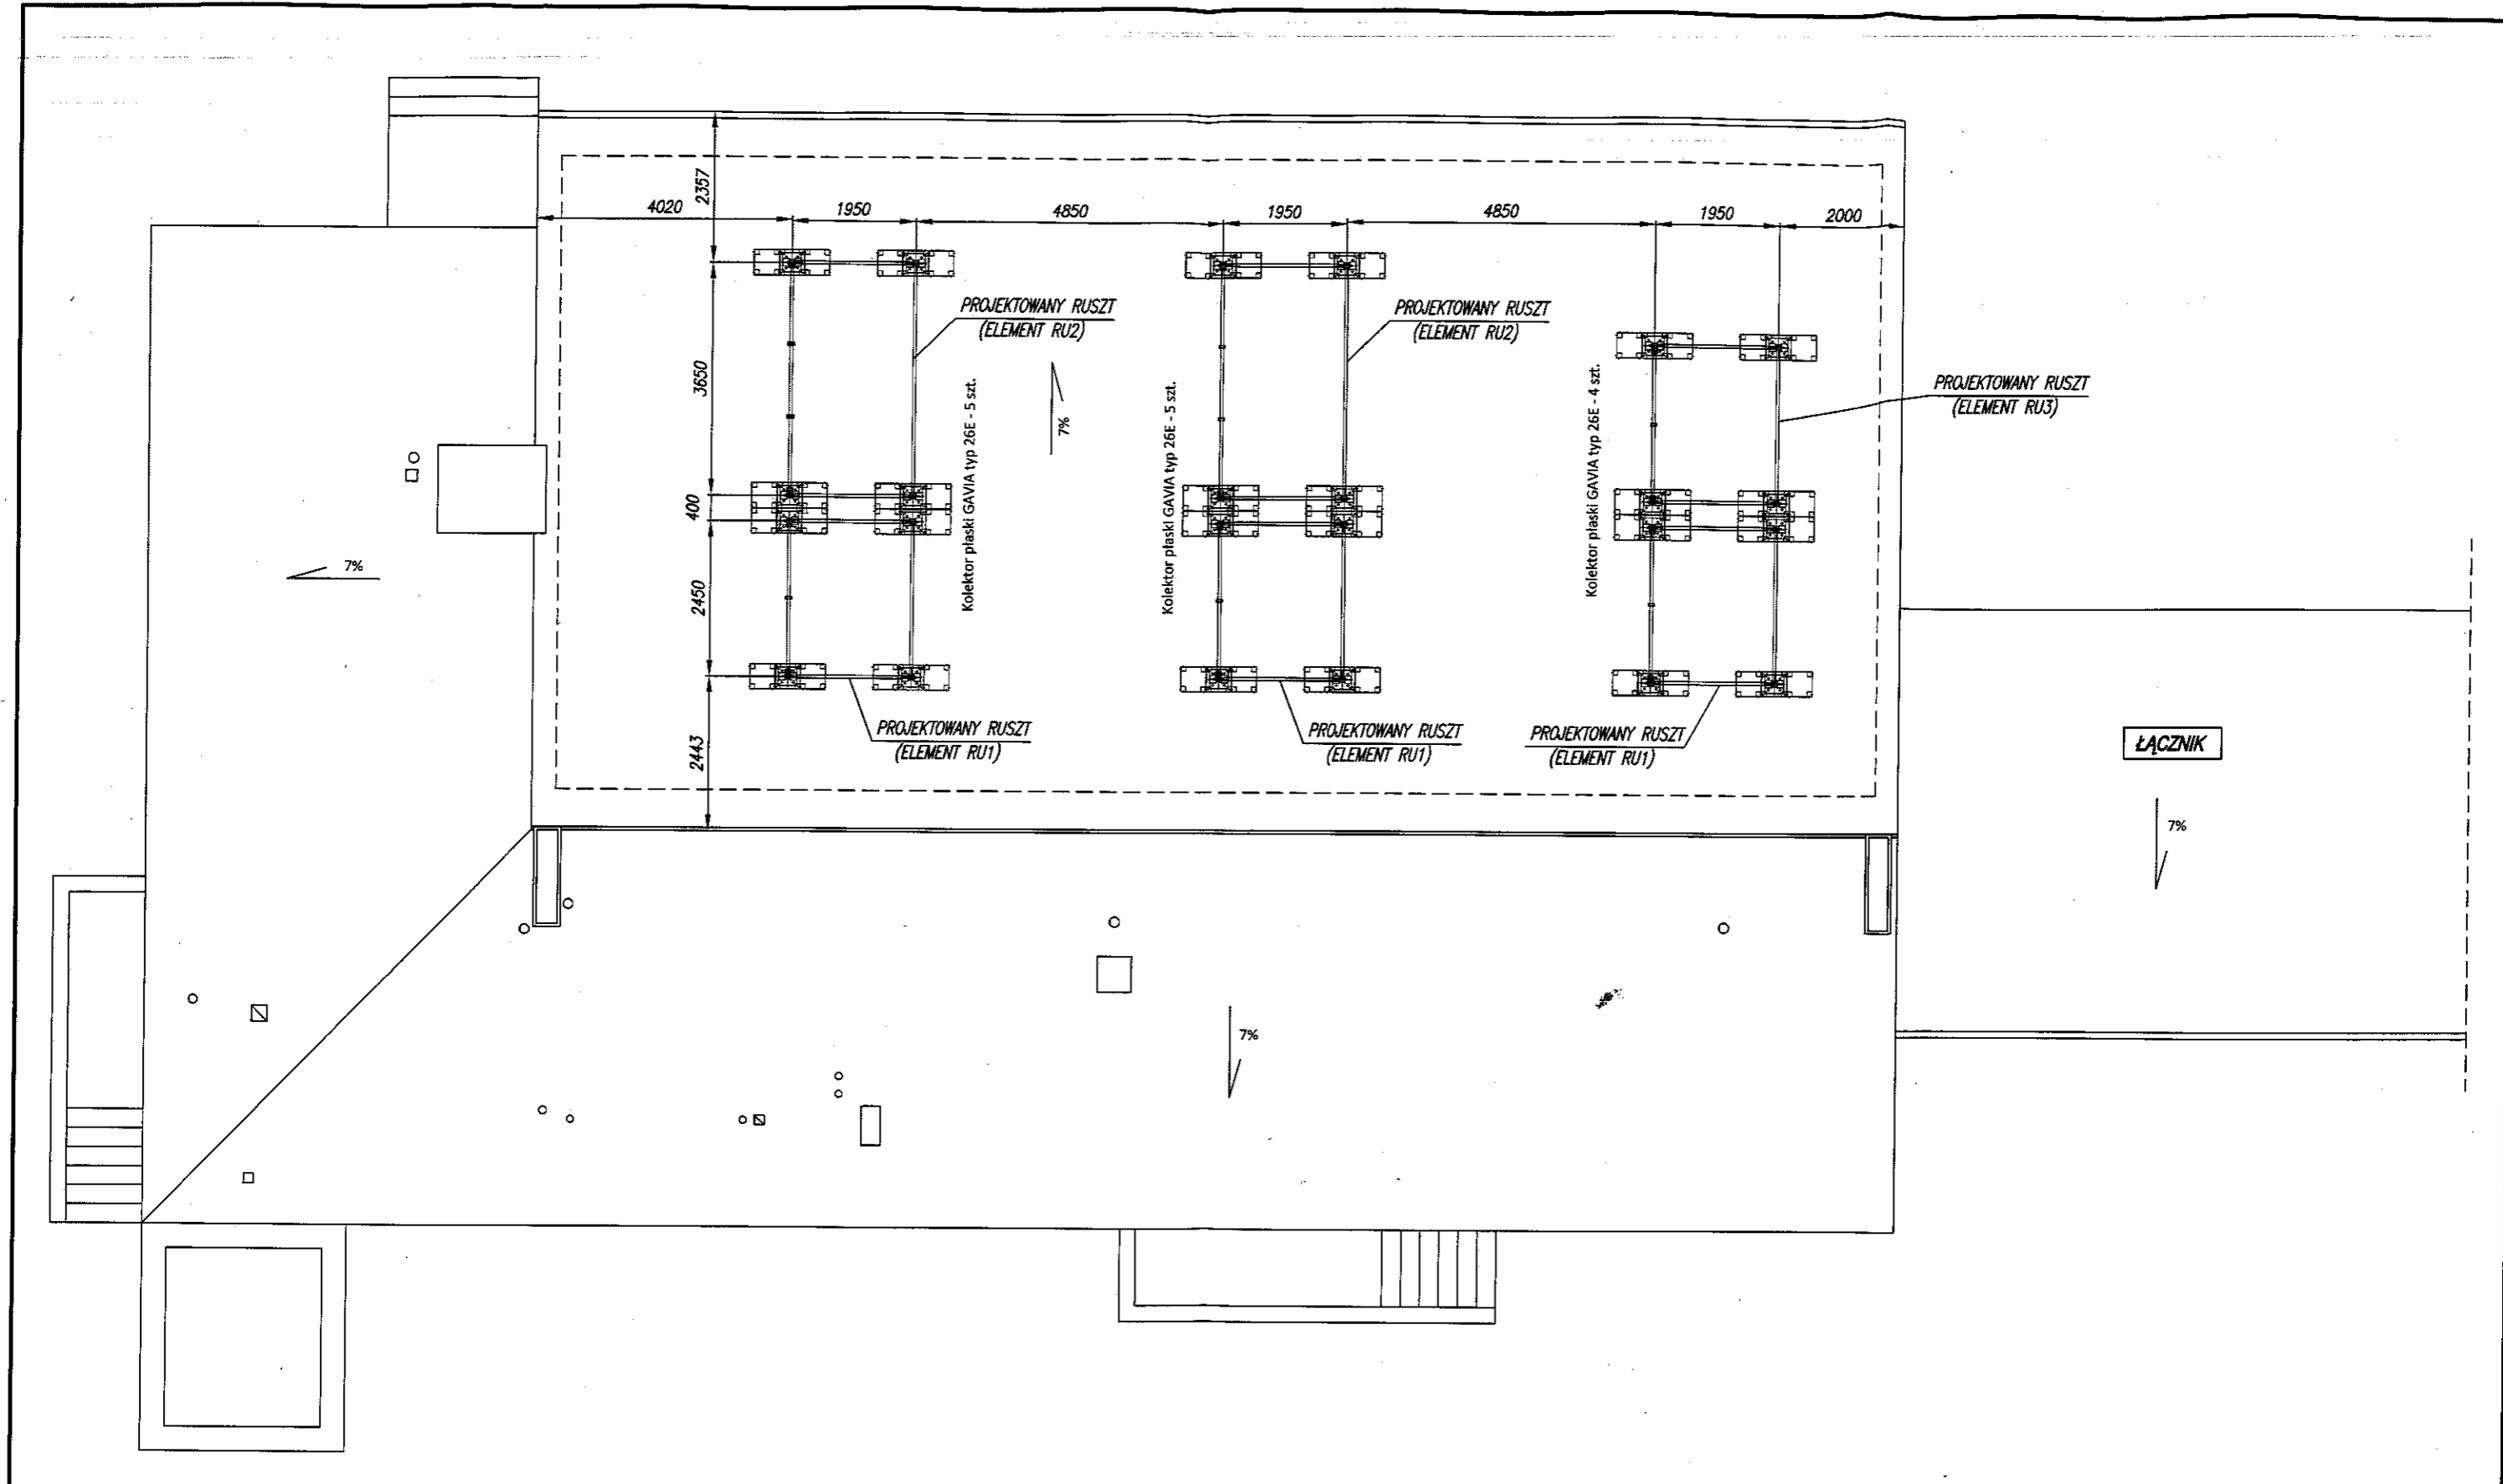 2357
4020
1950
4850
1950
4850
1950
2000
PROJEKTOWANY RUSZT
(ELEMENT RU2)
PROJEKTOWANY RUSZT
(ELEMENT RU2)
PROJEKTOWANY RUSZT
(ELEMENT RU3)
3650
400
2450
2443
Kolektor płaski GAVIA typ 26E - 5 szt.
7%
Kolektor płaski GAVIA typ 26E - 5 szt.
Kolektor płaski GAVIA typ 26E - 4 szt.
7%
PROJEKTOWANY RUSZT
(ELEMENT RU1)
PROJEKTOWANY RUSZT
(ELEMENT RU1)
PROJEKTOWANY RUSZT
(ELEMENT RU1)
ŁĄCZNIK
7%
7%